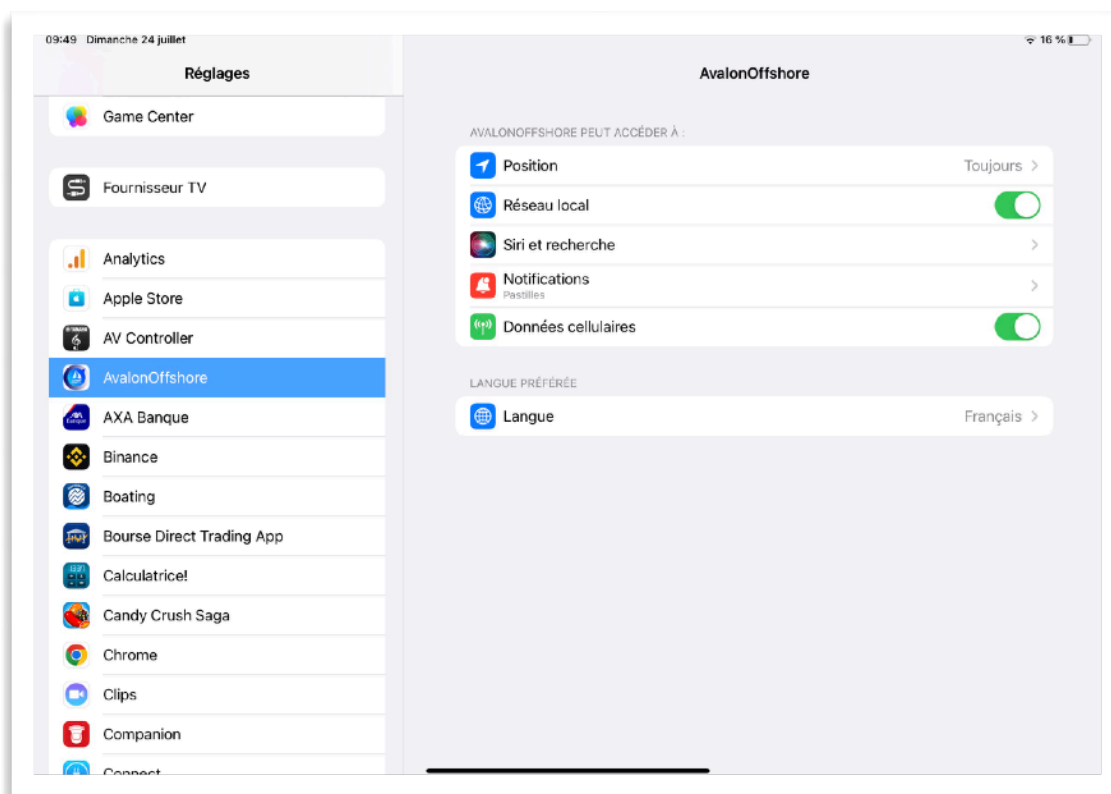 09:49 Dimanche 24 juillet
16 %
Réglages
AvalonOffshore
Game Center
Fournisseur TV
Analytics
Apple Store
AV Controller
AvalonOffshore
AXA Banque
Binance
Boating
Bourse Direct Trading App
Calculatrice!
Candy Crush Saga
Chrome
Clips
Companion
Connect
AVALONOFFSHORE PEUT ACCÉDER À :
Position Toujours
Réseau local
Siri et recherche
Notifications
Pastilles
Données cellulaires
LANGUE PRÉFÉRÉE
Langue Français